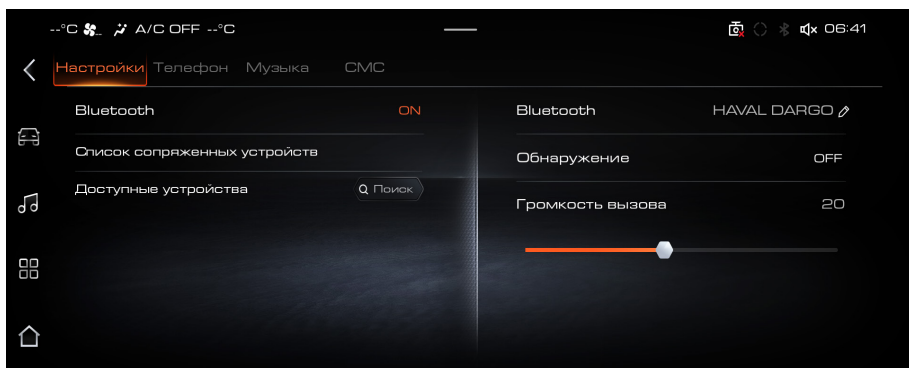 --°C A/C OFF --°C 06:41
Настройки Телефон Музыка СМС
Bluetooth ON
Список сопряженных устройств
Доступные устройства Поиск
Bluetooth HAVAL DARGO
Обнаружение OFF
Громкость вызова 20